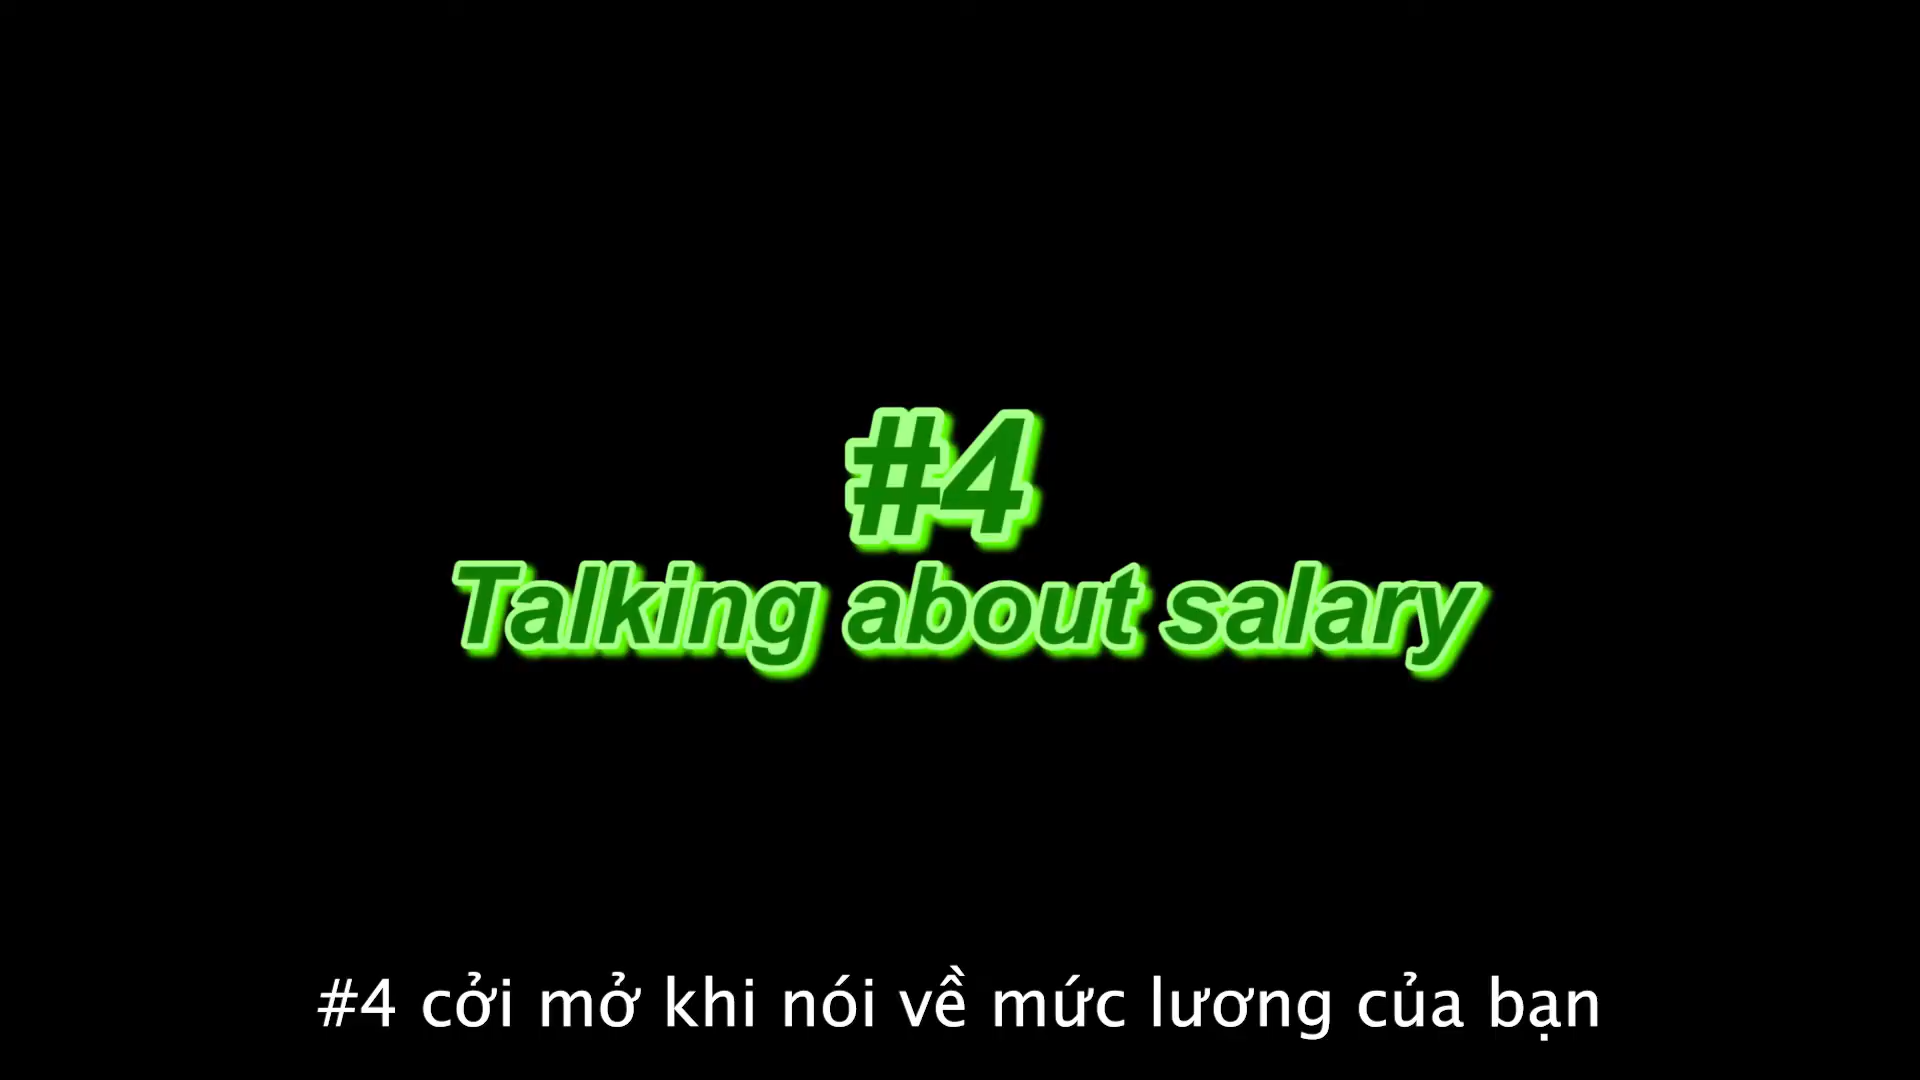 #4
Talking about salary
#4 cởi mở khi nói về mức lương của bạn